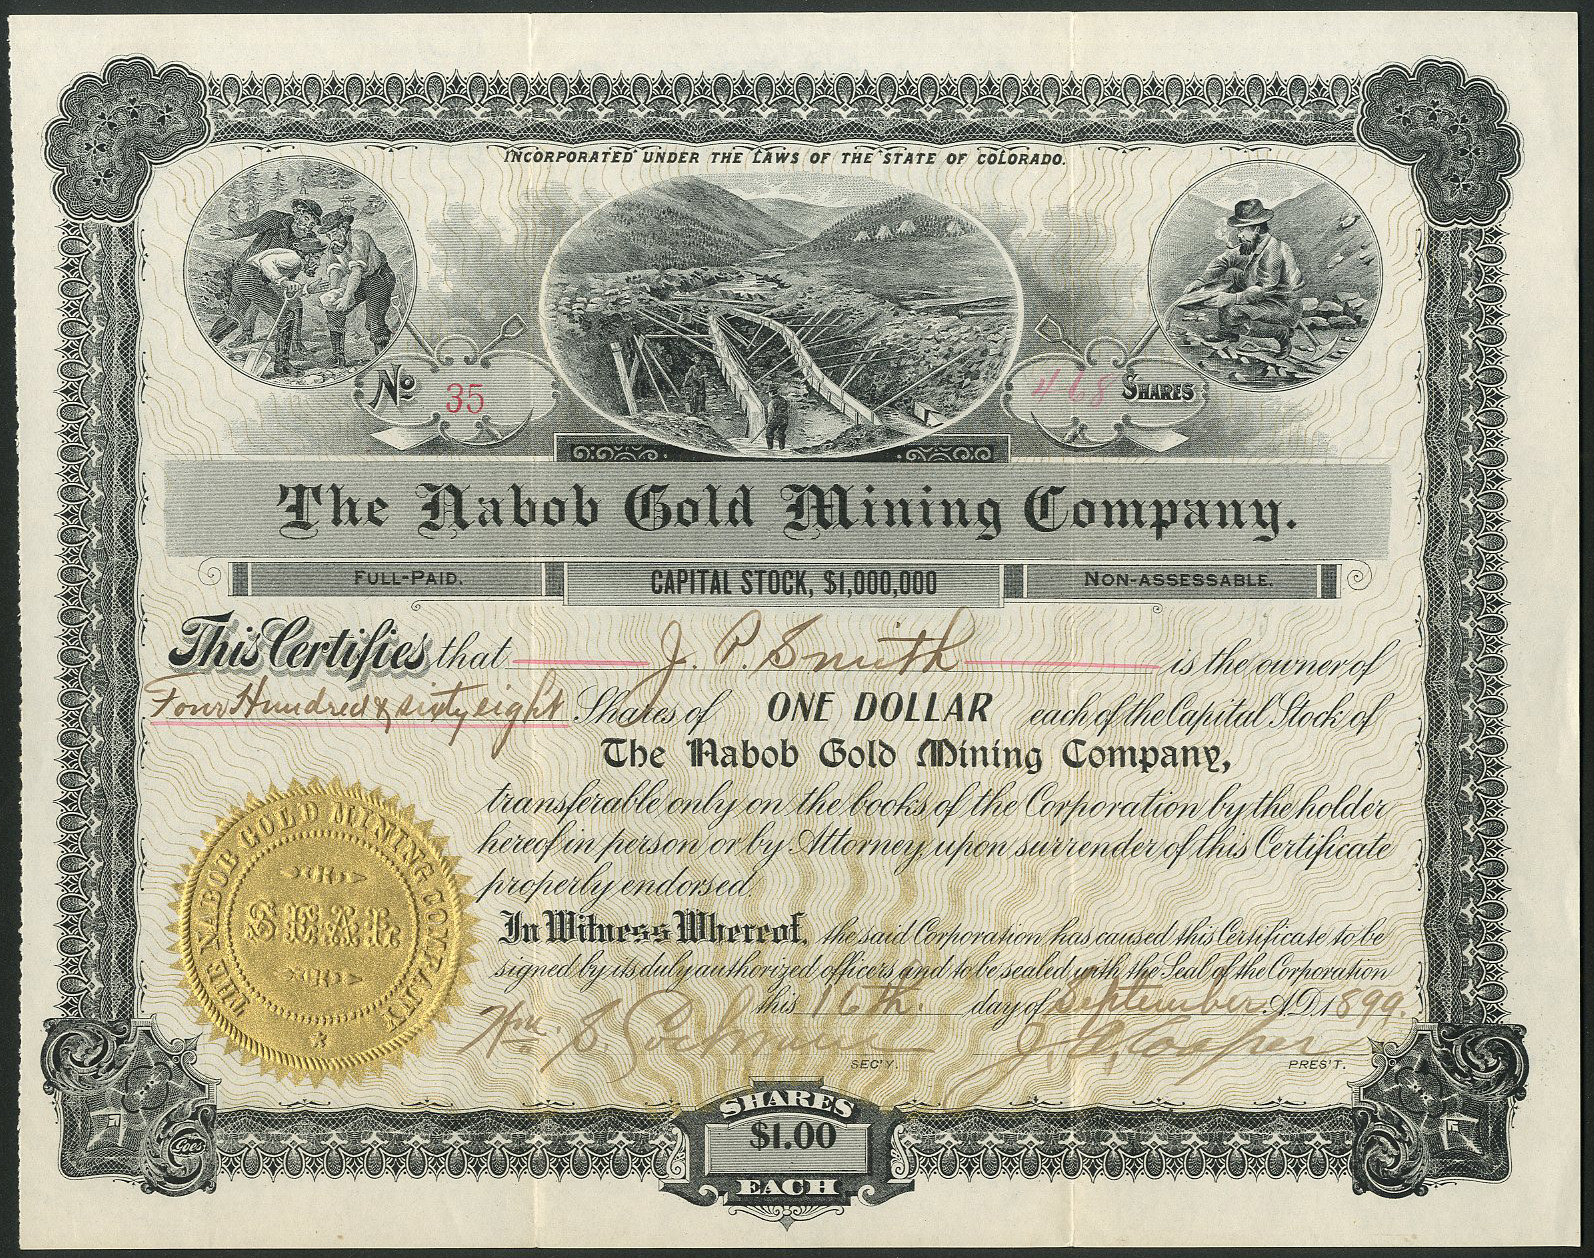 INCORPORATED UNDER THE LAWS OF THE STATE OF COLORADO.
No 35
468 SHARES
The Nabob Gold Mining Company.
FULL-PAID.
CAPITAL STOCK, $1,000,000
NON-ASSESSABLE.
This Certifies that J. P. Smith is the owner of
Four Hundred & sixty eight Shares of ONE DOLLAR each of the Capital Stock of
The Nabob Gold Mining Company,
transferable only on the books of the Corporation by the holder
hereof in person or by Attorney, upon surrender of this Certificate
properly endorsed.
In Witness Whereof, the said Corporation has caused this Certificate to be
signed by its duly authorized officers and to be sealed with the Seal of the Corporation
this 16th. day of September A.D. 1899.
Wm. S.
SEC'Y.
J. A. Cooper
PRES'T.
THE NABOB GOLD MINING COMPANY
SEAL
SHARES
$1.00
EACH
Goes